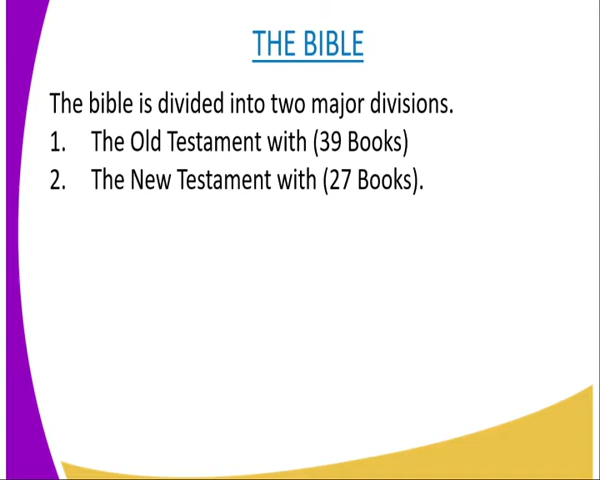 THE BIBLE
The bible is divided into two major divisions.
1. The Old Testament with (39 Books)
2. The New Testament with (27 Books).